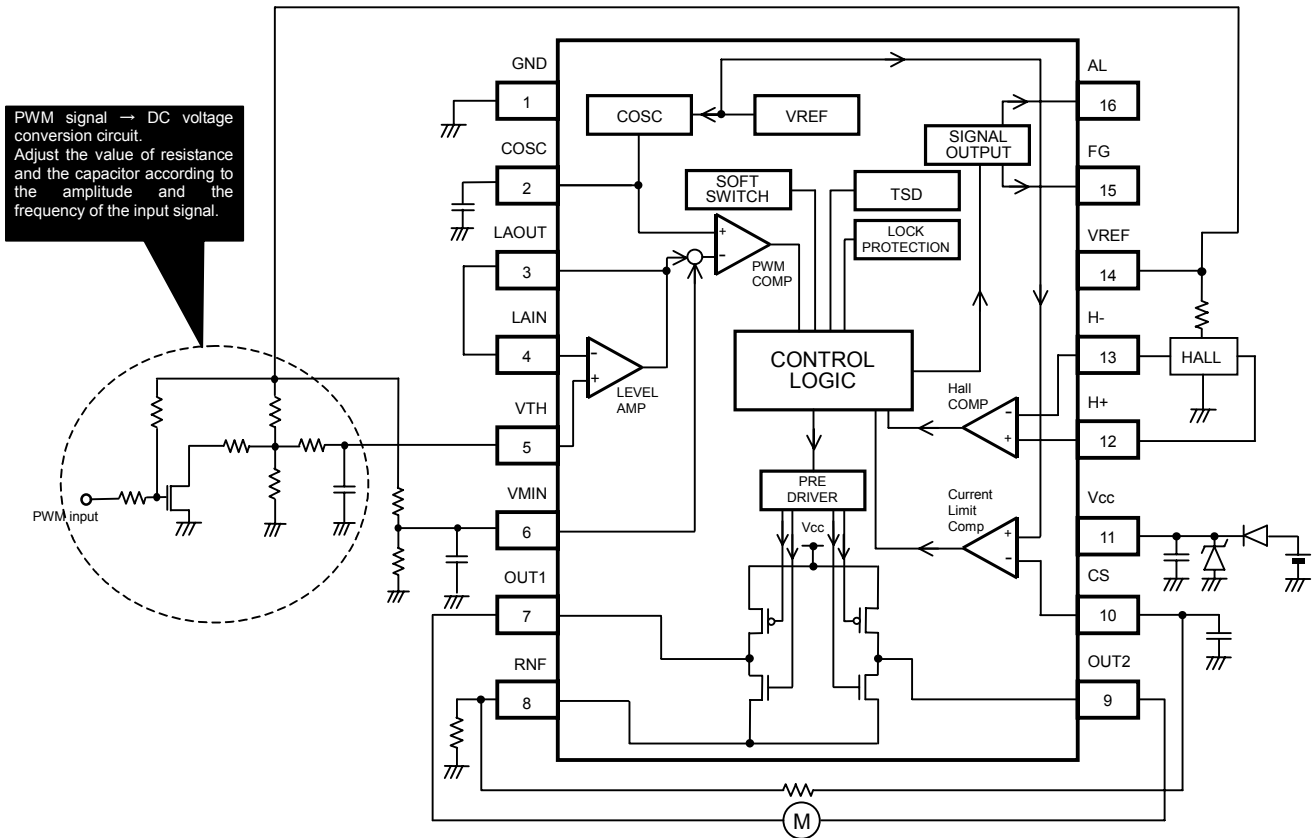 PWM signal → DC voltage
conversion circuit.
Adjust the value of resistance
and the capacitor according to
the amplitude and the
frequency of the input signal.
PWM input
GND
1
COSC
2
LAOUT
3
LAIN
4
VTH
5
VMIN
6
OUT1
7
RNF
8
COSC
VREF
SIGNAL
OUTPUT
SOFT
SWITCH
TSD
LOCK
PROTECTION
+
-
PWM
COMP
-
+
LEVEL
AMP
CONTROL
LOGIC
Hall
COMP
-
+
PRE
DRIVER
Vcc
Current
Limit
Comp
+
-
AL
16
FG
15
VREF
14
H-
13
HALL
H+
12
Vcc
11
CS
10
OUT2
9
M